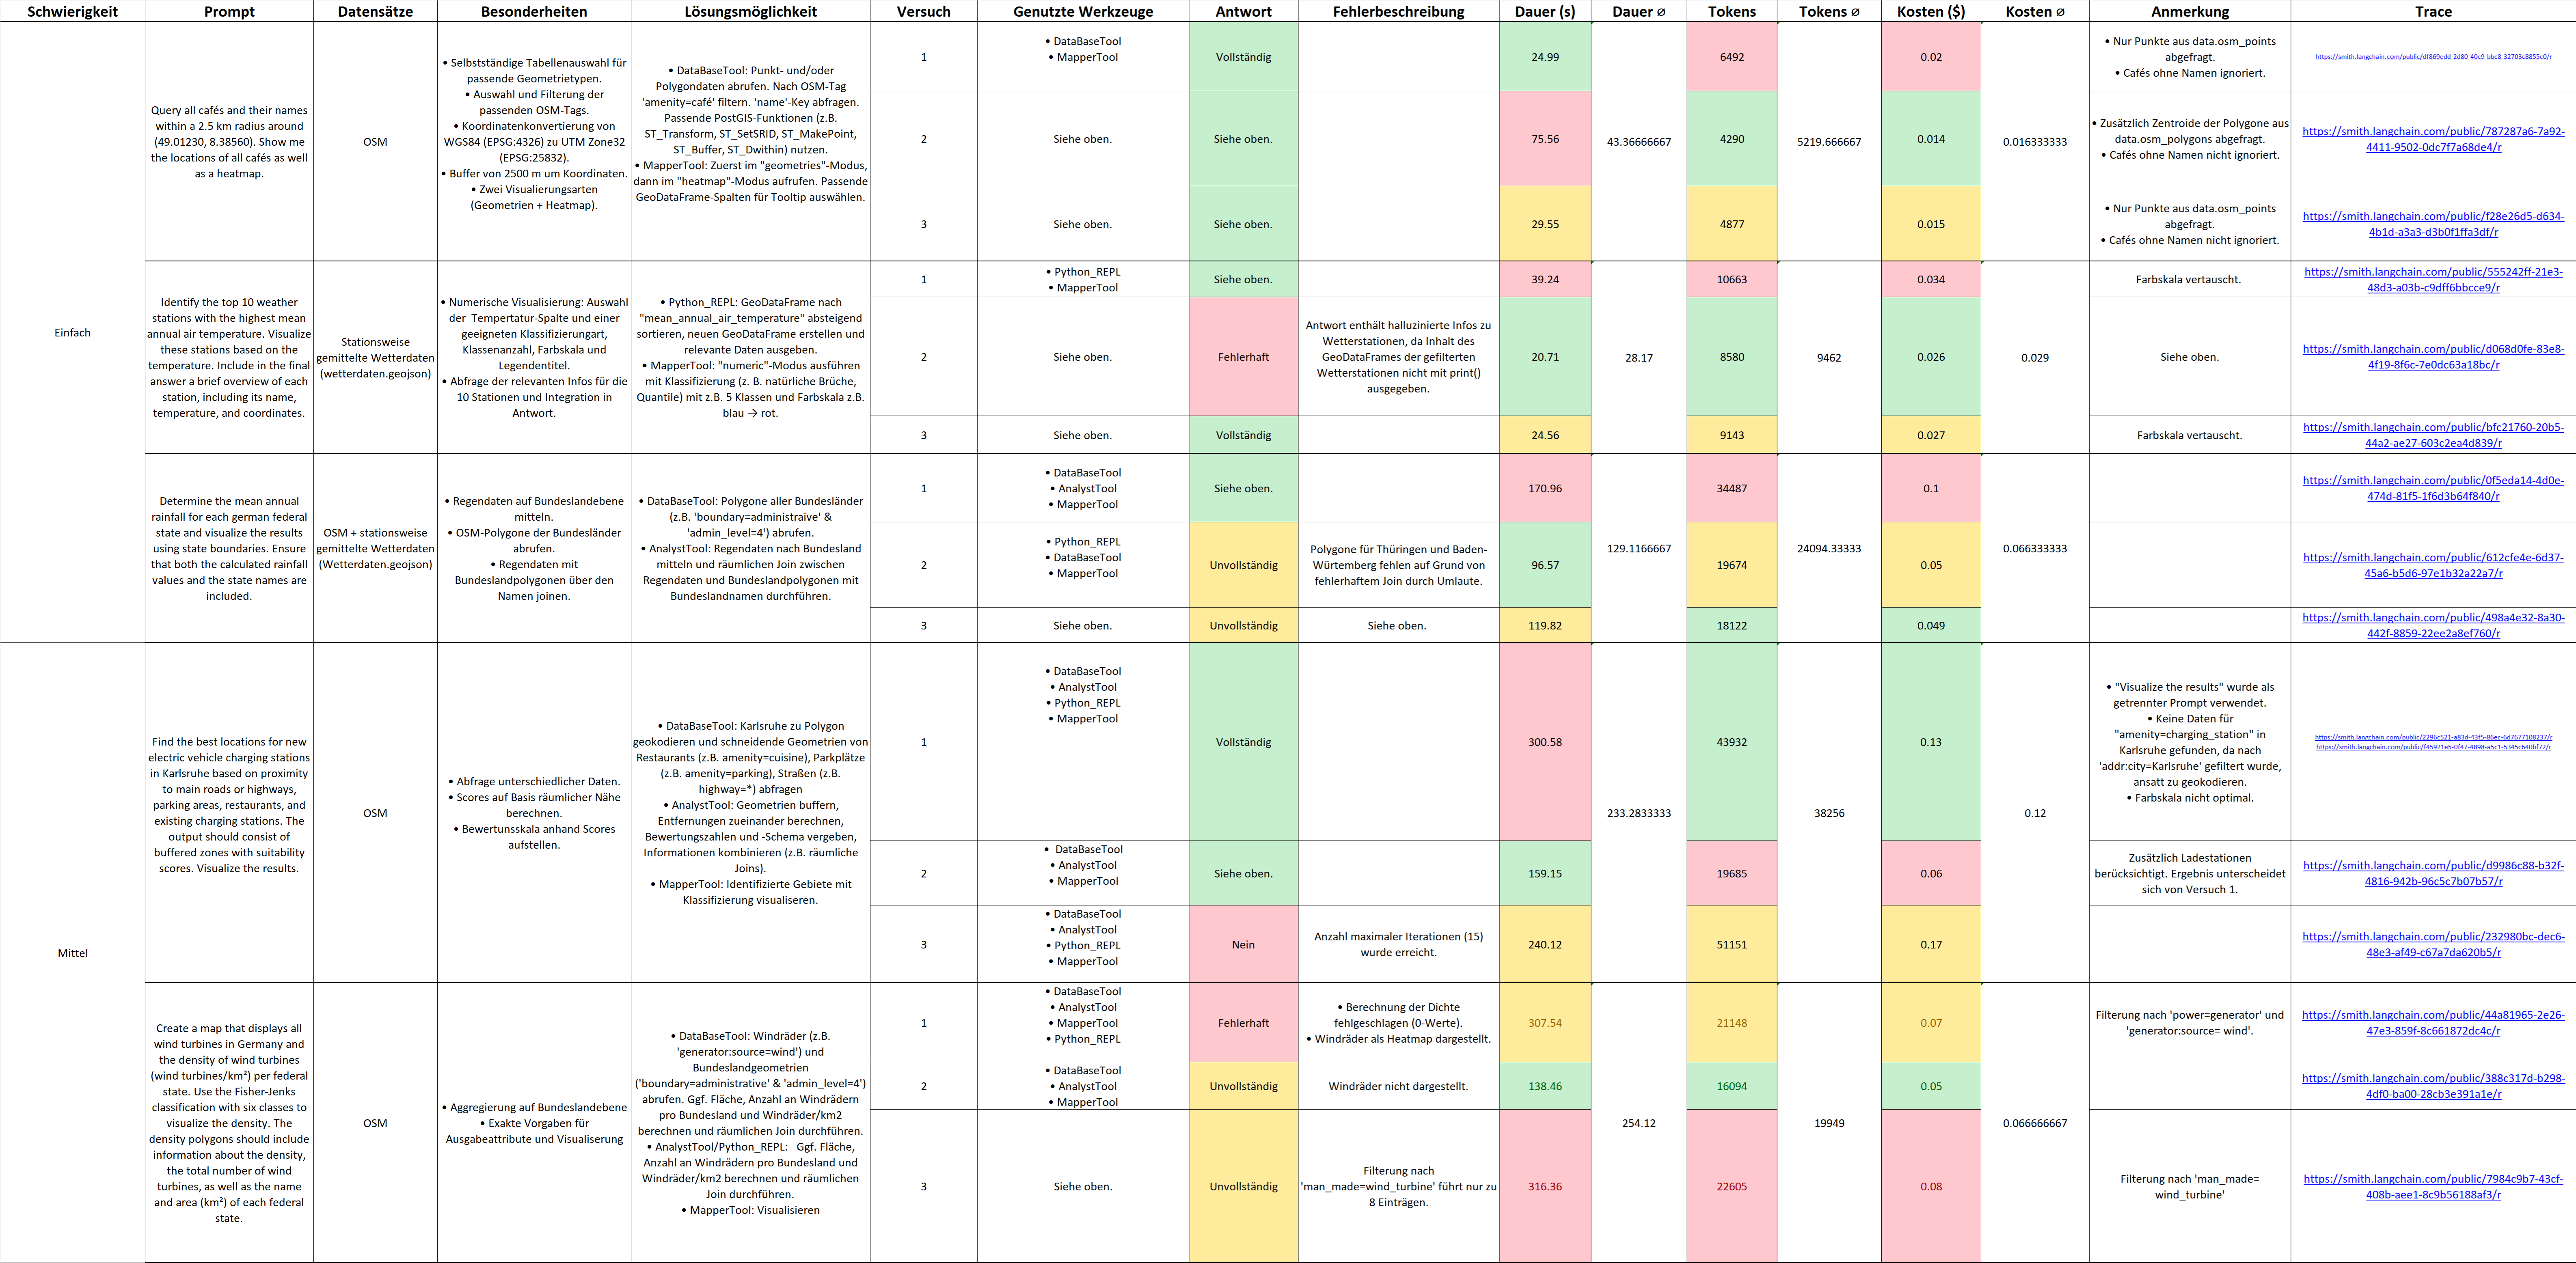 Schwierigkeit Prompt Datensätze Besonderheiten Lösungsmöglichkeit Versuch Genutzte Werkzeuge Antwort Fehlerbeschreibung Dauer (s) Dauer ∅ Tokens Tokens ∅ Kosten ($) Kosten ∅ Anmerkung Trace
Einfach
Query all cafés and their names
within a 2.5 km radius around
(49.01230, 8.38560). Show me
the locations of all cafés as well
as a heatmap.
OSM
• Selbstständige Tabellenauswahl für
passende Geometrietypen.
• Auswahl und Filterung der
passenden OSM-Tags.
• Koordinatenkonvertierung von
WGS84 (EPSG:4326) zu UTM Zone32
(EPSG:25832).
• Buffer von 2500 m um Koordinaten.
• Zwei Visualierungsarten
(Geometrien + Heatmap).
• DataBaseTool: Punkt- und/oder
Polygondaten abrufen. Nach OSM-Tag
'amenity=café' filtern. 'name'-Key abfragen.
Passende PostGIS-Funktionen (z.B.
ST_Transform, ST_SetSRID, ST_MakePoint,
ST_Buffer, ST_Dwithin) nutzen.
• MapperTool: Zuerst im "geometries"-Modus,
dann im "heatmap"-Modus aufrufen. Passende
GeoDataFrame-Spalten für Tooltip auswählen.
1
• DataBaseTool
• MapperTool
Vollständig
24.99
6492
0.02
• Nur Punkte aus data.osm_points
abgefragt.
• Cafés ohne Namen ignoriert.
https://smith.langchain.com/public/df869edd-2d80-40c9-bbc8-32703c8855c0/r
2
Siehe oben.
Siehe oben.
75.56
43.36666667
4290
5219.666667
0.014
0.016333333
• Zusätzlich Zentroide der Polygone aus
data.osm_polygons abgefragt.
• Cafés ohne Namen nicht ignoriert.
https://smith.langchain.com/public/787287a6-7a92-
4411-9502-0dc7f7a68de4/r
3
Siehe oben.
Siehe oben.
29.55
4877
0.015
• Nur Punkte aus data.osm_points
abgefragt.
• Cafés ohne Namen nicht ignoriert.
https://smith.langchain.com/public/f28e26d5-d634-
4b1d-a3a3-d3b0f1ffa3df/r
Identify the top 10 weather
stations with the highest mean
annual air temperature. Visualize
these stations based on the
temperature. Include in the final
answer a brief overview of each
station, including its name,
temperature, and coordinates.
Stationsweise
gemittelte Wetterdaten
(wetterdaten.geojson)
• Numerische Visualisierung: Auswahl
der Tempertatur-Spalte und einer
geeigneten Klassifizierungart,
Klassenanzahl, Farbskala und
Legendentitel.
• Abfrage der relevanten Infos für die
10 Stationen und Integration in
Antwort.
• Python_REPL: GeoDataFrame nach
"mean_annual_air_temperature" absteigend
sortieren, neuen GeoDataFrame erstellen und
relevante Daten ausgeben.
• MapperTool: "numeric"-Modus ausführen
mit Klassifizierung (z. B. natürliche Brüche,
Quantile) mit z.B. 5 Klassen und Farbskala z.B.
blau → rot.
1
• Python_REPL
• MapperTool
Siehe oben.
39.24
10663
0.034
Farbskala vertauscht.
https://smith.langchain.com/public/555242ff-21e3-
48d3-a03b-c9dff6bbcce9/r
2
Siehe oben.
Fehlerhaft
Antwort enthält halluzinierte Infos zu
Wetterstationen, da Inhalt des
GeoDataFrames der gefilterten
Wetterstationen nicht mit print()
ausgegeben.
20.71
28.17
8580
9462
0.026
0.029
Siehe oben.
https://smith.langchain.com/public/d068d0fe-83e8-
4f19-8f6c-7e0dc63a18bc/r
3
Siehe oben.
Vollständig
24.56
9143
0.027
Farbskala vertauscht.
https://smith.langchain.com/public/bfc21760-20b5-
44a2-ae27-603c2ea4d839/r
Determine the mean annual
rainfall for each german federal
state and visualize the results
using state boundaries. Ensure
that both the calculated rainfall
values and the state names are
included.
OSM + stationsweise
gemittelte Wetterdaten
(Wetterdaten.geojson)
• Regendaten auf Bundeslandebene
mitteln.
• OSM-Polygone der Bundesländer
abrufen.
• Regendaten mit
Bundeslandpolygonen über den
Namen joinen.
• DataBaseTool: Polygone aller Bundesländer
(z.B. 'boundary=administraive' &
'admin_level=4') abrufen.
• AnalystTool: Regendaten nach Bundesland
mitteln und räumlichen Join zwischen
Regendaten und Bundeslandpolygonen mit
Bundeslandnamen durchführen.
1
• DataBaseTool
• AnalystTool
• MapperTool
Siehe oben.
170.96
34487
0.1
https://smith.langchain.com/public/0f5eda14-4d0e-
474d-81f5-1f6d3b64f840/r
2
• Python_REPL
• DataBaseTool
• MapperTool
Unvollständig
Polygone für Thüringen und Baden-
Würtemberg fehlen auf Grund von
fehlerhaftem Join durch Umlaute.
96.57
129.1166667
19674
24094.33333
0.05
0.066333333
https://smith.langchain.com/public/612cfe4e-6d37-
45a6-b5d6-97e1b32a22a7/r
3
Siehe oben.
Unvollständig
Siehe oben.
119.82
18122
0.049
https://smith.langchain.com/public/498a4e32-8a30-
442f-8859-22ee2a8ef760/r
Mittel
Find the best locations for new
electric vehicle charging stations
in Karlsruhe based on proximity
to main roads or highways,
parking areas, restaurants, and
existing charging stations. The
output should consist of
buffered zones with suitability
scores. Visualize the results.
OSM
• Abfrage unterschiedlicher Daten.
• Scores auf Basis räumlicher Nähe
berechnen.
• Bewertunsskala anhand Scores
aufstellen.
• DataBaseTool: Karlsruhe zu Polygon
geokodieren und schneidende Geometrien von
Restaurants (z.B. amenity=cuisine), Parkplätze
(z.B. amenity=parking), Straßen (z.B.
highway=*) abfragen
• AnalystTool: Geometrien buffern,
Entfernungen zueinander berechnen,
Bewertungszahlen und -Schema vergeben,
Informationen kombinieren (z.B. räumliche
Joins).
• MapperTool: Identifizierte Gebiete mit
Klassifizierung visualiseren.
1
• DataBaseTool
• AnalystTool
• Python_REPL
• MapperTool
Vollständig
300.58
43932
0.13
• "Visualize the results" wurde als
getrennter Prompt verwendet.
• Keine Daten für
"amenity=charging_station" in
Karlsruhe gefunden, da nach
'addr:city=Karlsruhe' gefiltert wurde,
ansatt zu geokodieren.
• Farbskala nicht optimal.
https://smith.langchain.com/public/2296c521-a83d-43f5-86ec-6d7677108237/r
https://smith.langchain.com/public/f45921e5-0f47-4898-a5c1-5345c640bf72/r
233.2833333
38256
0.12
2
• DataBaseTool
• AnalystTool
• MapperTool
Siehe oben.
159.15
19685
0.06
Zusätzlich Ladestationen
berücksichtigt. Ergebnis unterscheidet
sich von Versuch 1.
https://smith.langchain.com/public/d9986c88-b32f-
4816-942b-96c5c7b07b57/r
3
• DataBaseTool
• AnalystTool
• Python_REPL
• MapperTool
Nein
Anzahl maximaler Iterationen (15)
wurde erreicht.
240.12
51151
0.17
https://smith.langchain.com/public/232980bc-dec6-
48e3-af49-c67a7da620b5/r
Create a map that displays all
wind turbines in Germany and
the density of wind turbines
(wind turbines/km²) per federal
state. Use the Fisher-Jenks
classification with six classes to
visualize the density. The
density polygons should include
information about the density,
the total number of wind
turbines, as well as the name
and area (km²) of each federal
state.
OSM
• Aggregierung auf Bundeslandebene
• Exakte Vorgaben für
Ausgabeattribute und Visualiserung
• DataBaseTool: Windräder (z.B.
'generator:source=wind') und
Bundeslandgeometrien
('boundary=administrative' & 'admin_level=4')
abrufen. Ggf. Fläche, Anzahl an Windrädern
pro Bundesland und Windräder/km2
berechnen und räumlichen Join durchführen.
• AnalystTool/Python_REPL: Ggf. Fläche,
Anzahl an Windrädern pro Bundesland und
Windräder/km2 berechnen und räumlichen
Join durchführen.
• MapperTool: Visualisieren
1
• DataBaseTool
• AnalystTool
• MapperTool
• Python_REPL
Fehlerhaft
• Berechnung der Dichte
fehlgeschlagen (0-Werte).
• Windräder als Heatmap dargestellt.
307.54
21148
0.07
Filterung nach 'power=generator' und
'generator:source= wind'.
https://smith.langchain.com/public/44a81965-2e26-
47e3-859f-8c661872dc4c/r
2
• DataBaseTool
• AnalystTool
• MapperTool
Unvollständig
Windräder nicht dargestellt.
138.46
254.12
16094
19949
0.05
0.066666667
https://smith.langchain.com/public/388c317d-b298-
4df0-ba00-28cb3e391a1e/r
3
Siehe oben.
Unvollständig
Filterung nach
'man_made=wind_turbine' führt nur zu
8 Einträgen.
316.36
22605
0.08
Filterung nach 'man_made=
wind_turbine'
https://smith.langchain.com/public/7984c9b7-43cf-
408b-aee1-8c9b56188af3/r